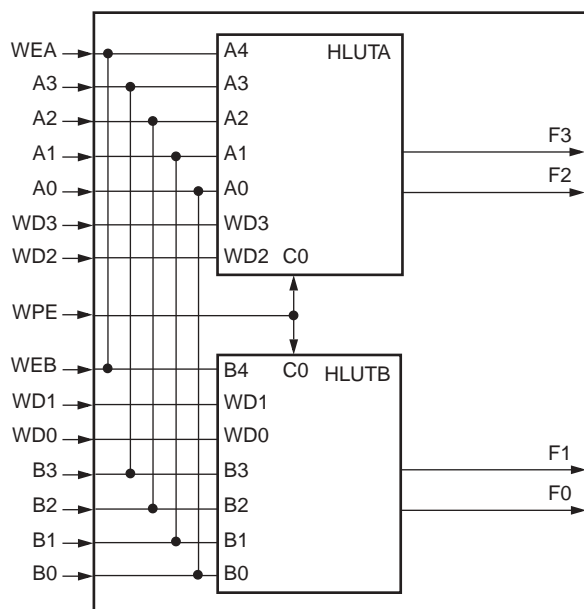 WEA A4 HLUTA
A3 A3
A2 A2
F3
A1 A1
A0 A0 F2
WD3 WD3
WD2 WD2 C0
WPE
WEB B4 C0 HLUTB
WD1 WD1
WD0 WD0
F1
B3 B3
B2 B2 F0
B1 B1
B0 B0